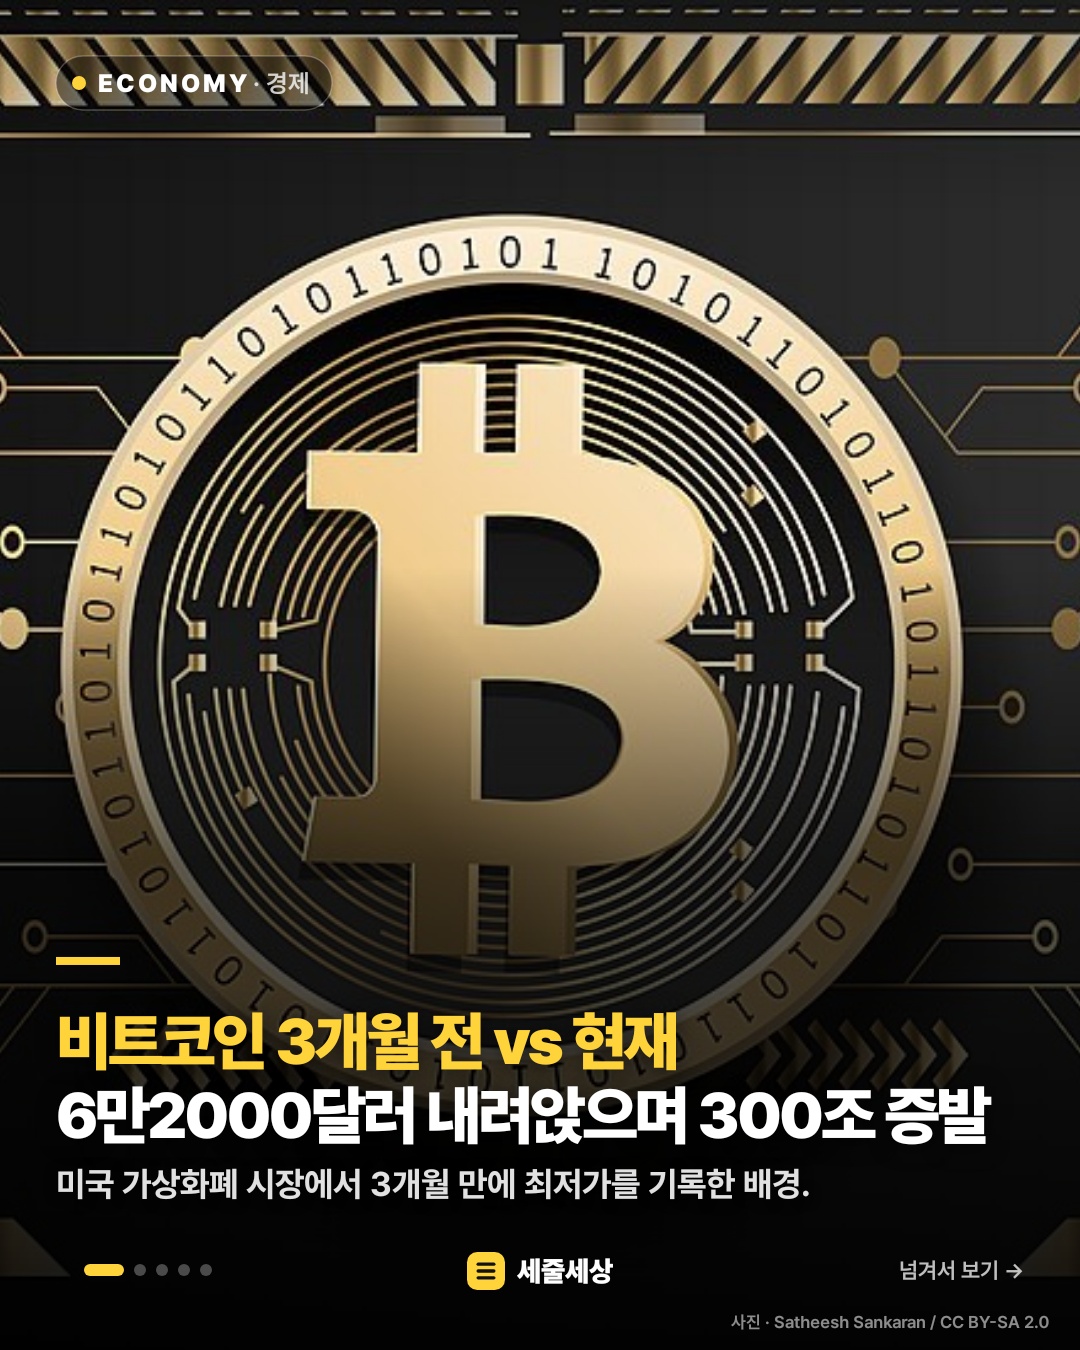 ECONOMY · 경제
비트코인 3개월 전 vs 현재
6만2000달러 내려앉으며 300조 증발
미국 가상화폐 시장에서 3개월 만에 최저가를 기록한 배경.
세줄세상
넘겨서 보기 →
사진 · Satheesh Sankaran / CC BY-SA 2.0